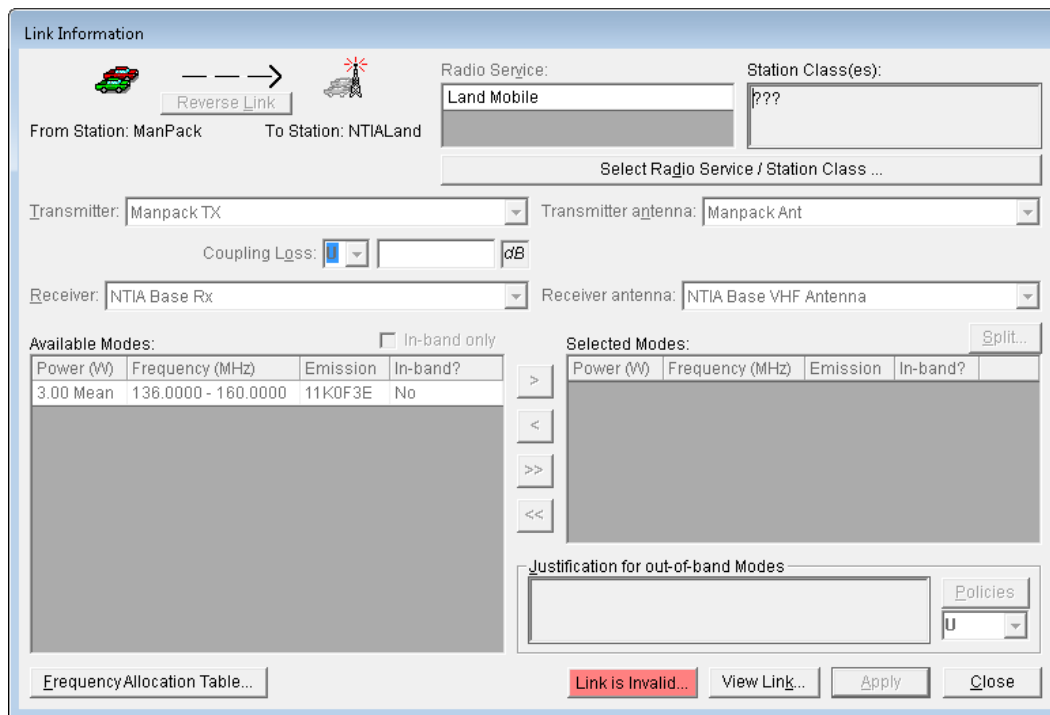 Link Information
Reverse Link
From Station: ManPack
To Station: NTIALand
Radio Service:
Land Mobile
Station Class(es):
???
Select Radio Service / Station Class ...
Transmitter: Manpack TX
Transmitter antenna: Manpack Ant
Coupling Loss: U dB
Receiver: NTIA Base Rx
Receiver antenna: NTIA Base VHF Antenna
Available Modes:
In-band only
Power (W) Frequency (MHz) Emission In-band?
3.00 Mean 136.0000 - 160.0000 11K0F3E No
>
<
>>
<<
Selected Modes:
Split...
Power (W) Frequency (MHz) Emission In-band?
Justification for out-of-band Modes
Policies
U
Frequency Allocation Table...
Link is Invalid...
View Link...
Apply
Close